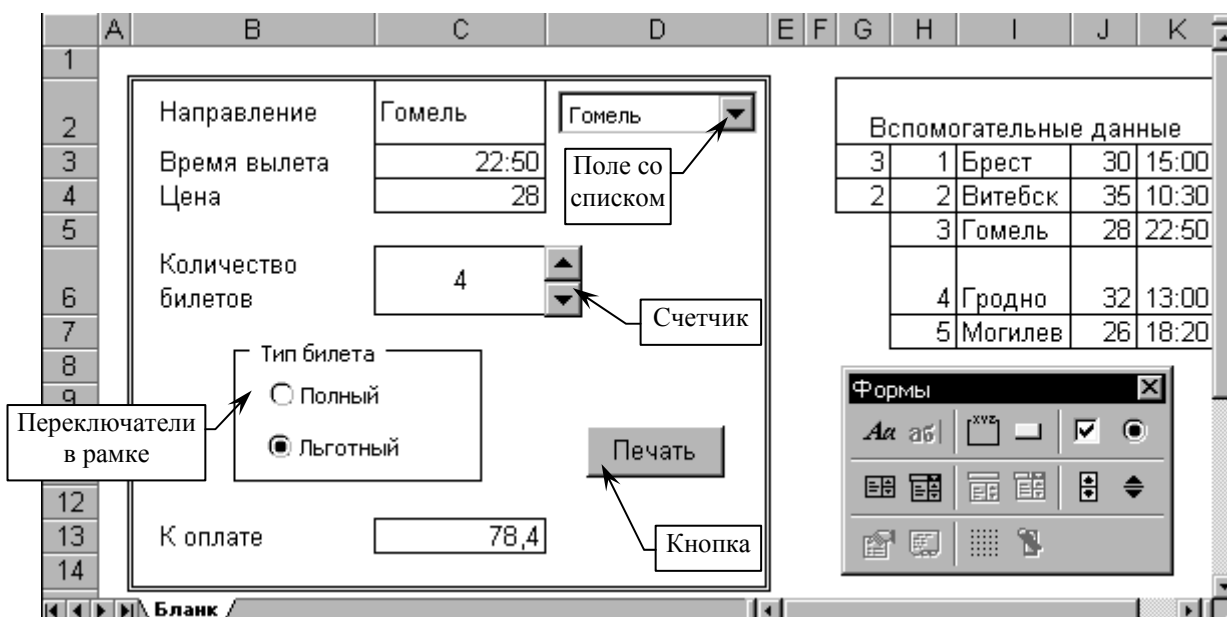 A B C D E F G H I J K
1
2 Направление Гомель Гомель Вспомогательные данные
3 Время вылета 22:50 3 1 Брест 30 15:00
4 Цена 28 2 2 Витебск 35 10:30
Поле со
списком
5 3 Гомель 28 22:50
6 Количество
билетов 4 4 Гродно 32 13:00
Счетчик
7 5 Могилев 26 18:20
8 Тип билета
9 Полный
Переключатели
в рамке
Льготный
Печать
Формы
Aa аб| XYZ
12
13 К оплате 78,4
Кнопка
14
Бланк